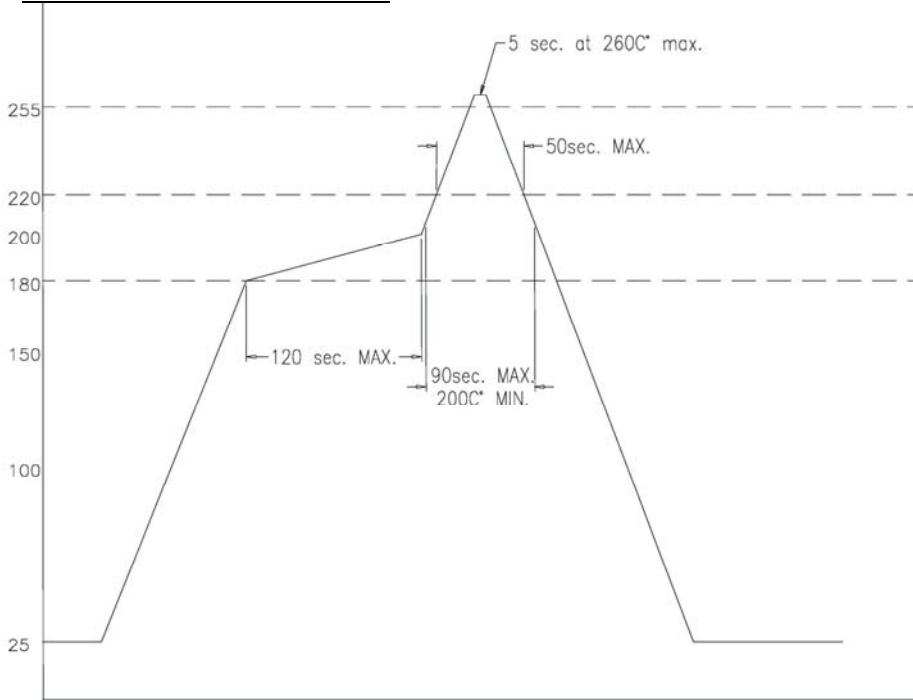 5 sec. at 260C° max.
255
50sec. MAX.
220
200
180
150
120 sec. MAX.
90sec. MAX.
200C° MIN.
100
25